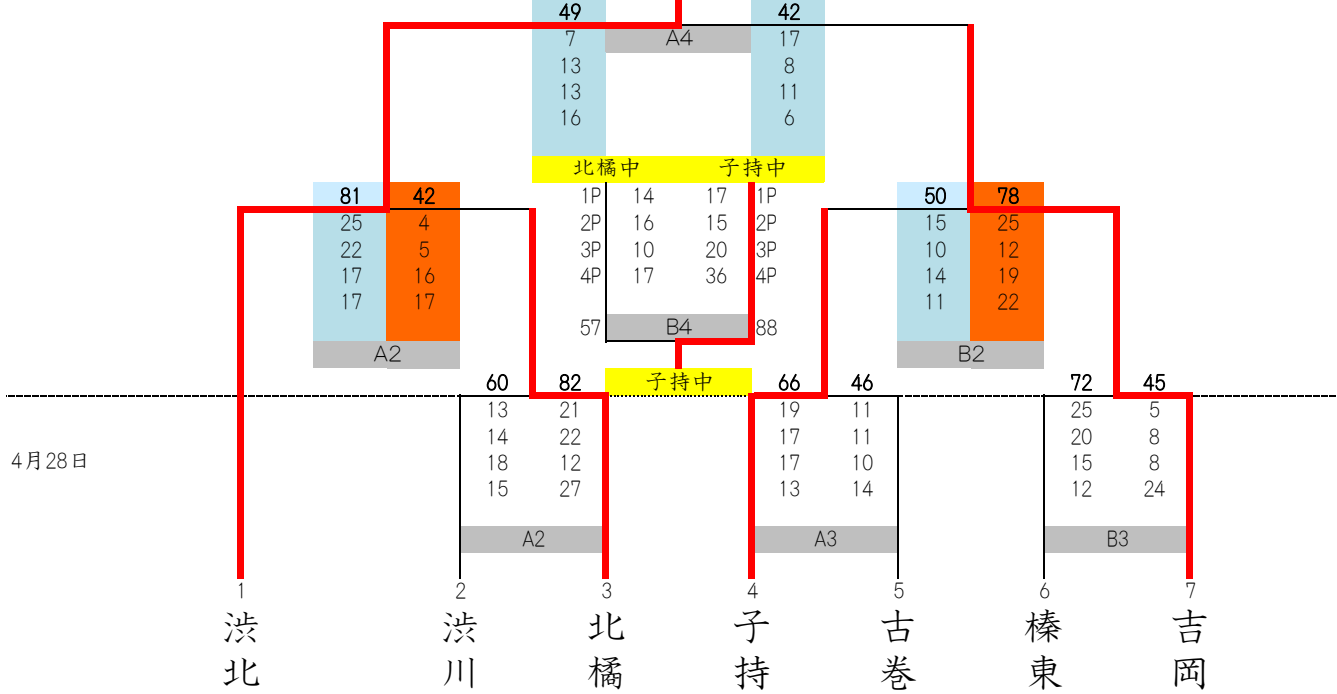 49 42
7 A4 17
13 8
13 11
16 6
北橘中 子持中
81 42 1P 14 17 1P 50 78
25 4 2P 16 15 2P 15 25
22 5 3P 10 20 3P 10 12
17 16 4P 17 36 4P 14 19
17 17 11 22
57 B4 88
A2 B2
60 82 子持中 66 46 72 45
13 21 19 11 25 5
14 22 17 11 20 8
4月28日 18 12 17 10 15 8
15 27 13 14 12 24
A2 A3 B3
1 2 3 4 5 6 7
渋北 渋川 北橘 子持 古巻 榛東 吉岡